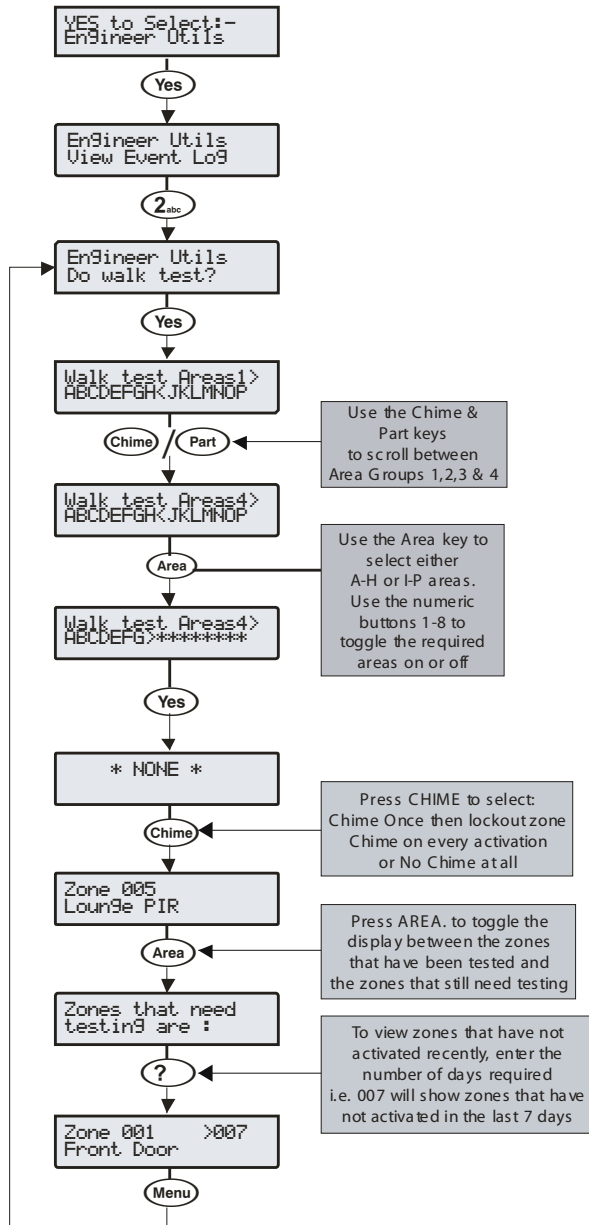 YES to Select:-
Engineer Utils
Yes
Engineer Utils
View Event Log
2abc
Engineer Utils
Do walk test?
Yes
Walk test Areas1>
ABCDEFGH<JKLMNOP
Chime / Part
Use the Chime &
Part keys
to scroll between
Area Groups 1,2,3 & 4
Walk test Areas4>
ABCDEFGH<JKLMNOP
Area
Use the Area key to
select either
A-H or I-P areas.
Use the numeric
buttons 1-8 to
toggle the required
areas on or off
Walk test Areas4>
ABCDEFG>********
Yes
* NONE *
Chime
Press CHIME to select:
Chime Once then lockout zone
Chime on every activation
or No Chime at all
Zone 005
Lounge PIR
Area
Press AREA. to toggle the
display between the zones
that have been tested and
the zones that still need testing
Zones that need
testing are :
?
To view zones that have not
activated recently, enter the
number of days required
i.e. 007 will show zones that have
not activated in the last 7 days
Zone 001 >007
Front Door
Menu